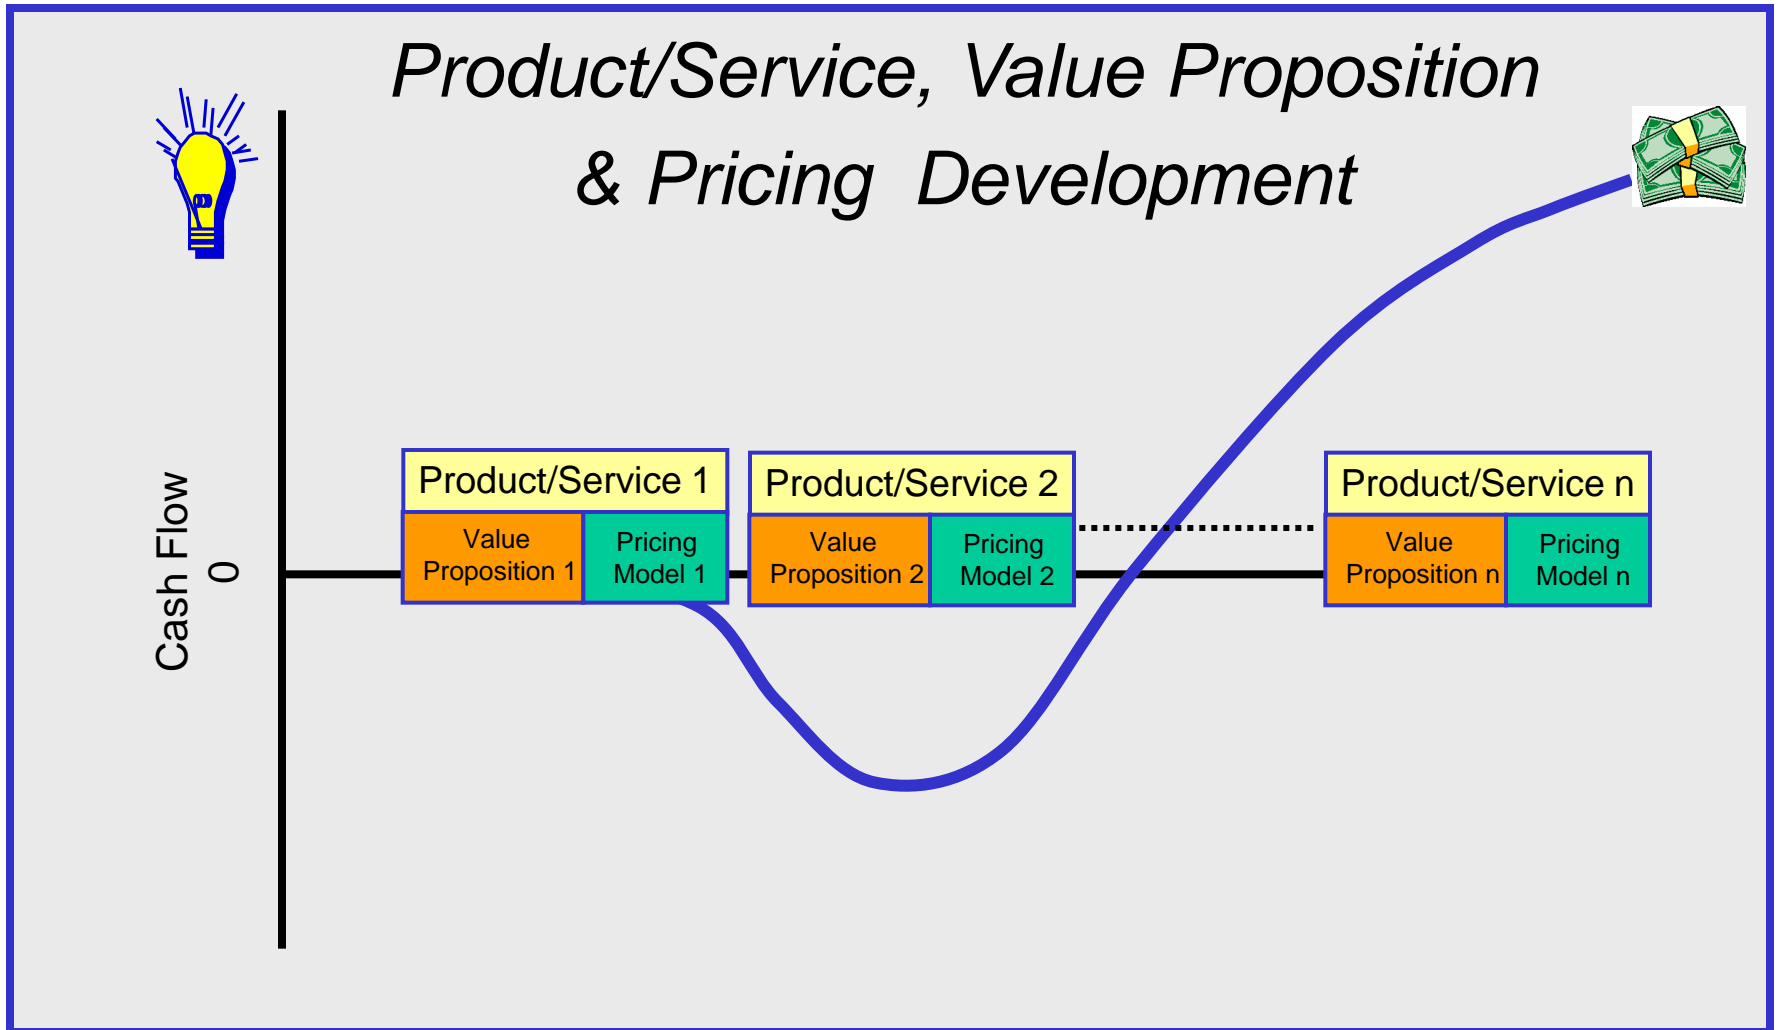 Product/Service, Value Proposition
& Pricing Development
Cash Flow
0
Product/Service 1
Value
Proposition 1
Pricing
Model 1
Product/Service 2
Value
Proposition 2
Pricing
Model 2
Product/Service n
Value
Proposition n
Pricing
Model n